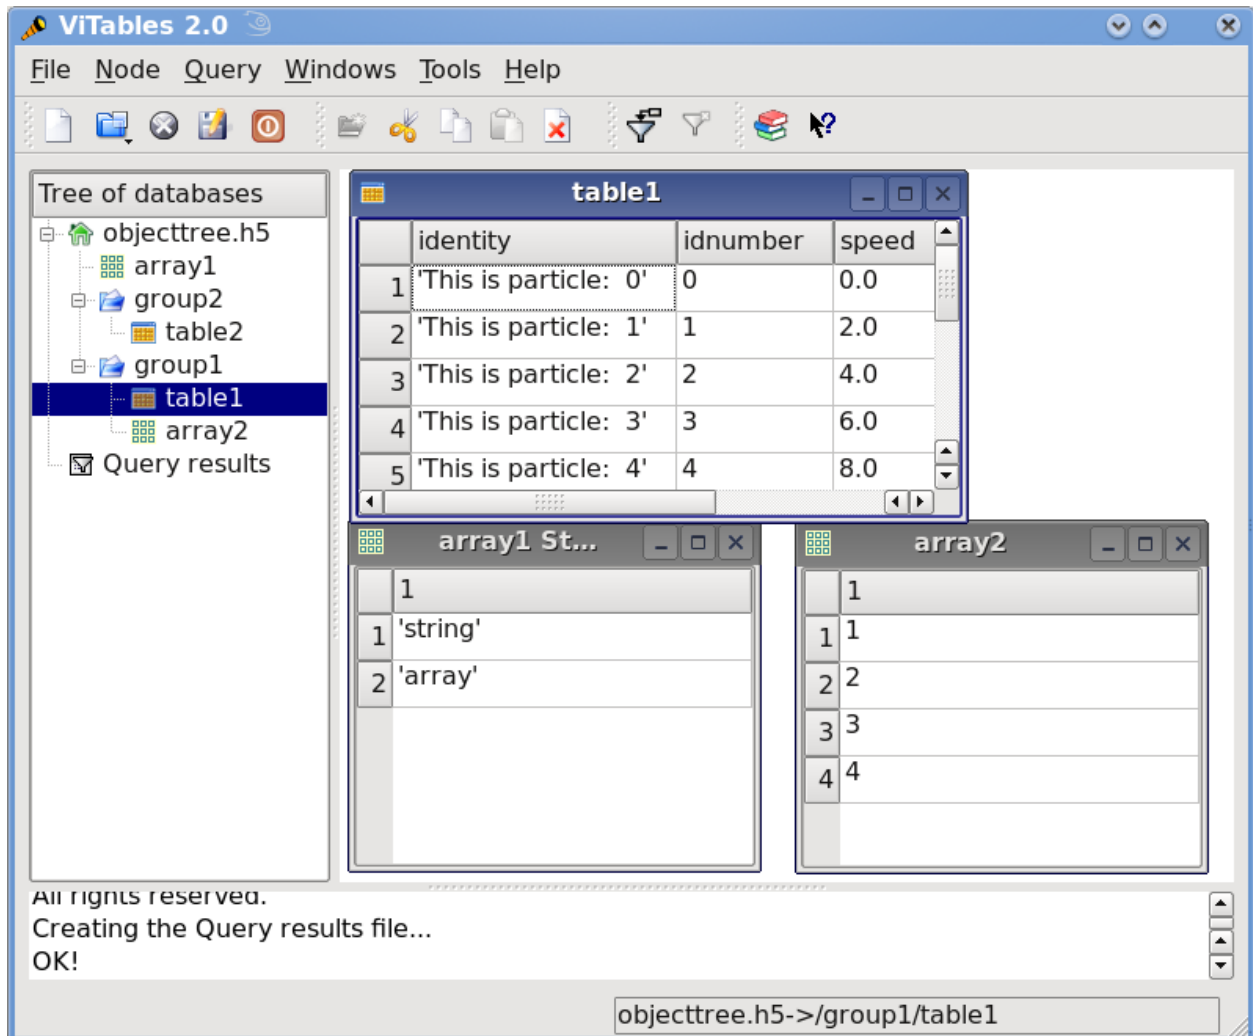 ViTables 2.0
File Node Query Windows Tools Help
Tree of databases
objecttree.h5
array1
group2
table2
group1
table1
array2
Query results
table1
identity idnumber speed
1 'This is particle:  0' 0 0.0
2 'This is particle:  1' 1 2.0
3 'This is particle:  2' 2 4.0
4 'This is particle:  3' 3 6.0
5 'This is particle:  4' 4 8.0
array1 St...
1
1 'string'
2 'array'
array2
1
1 1
2 2
3 3
4 4
All rights reserved.
Creating the Query results file...
OK!
objecttree.h5->/group1/table1